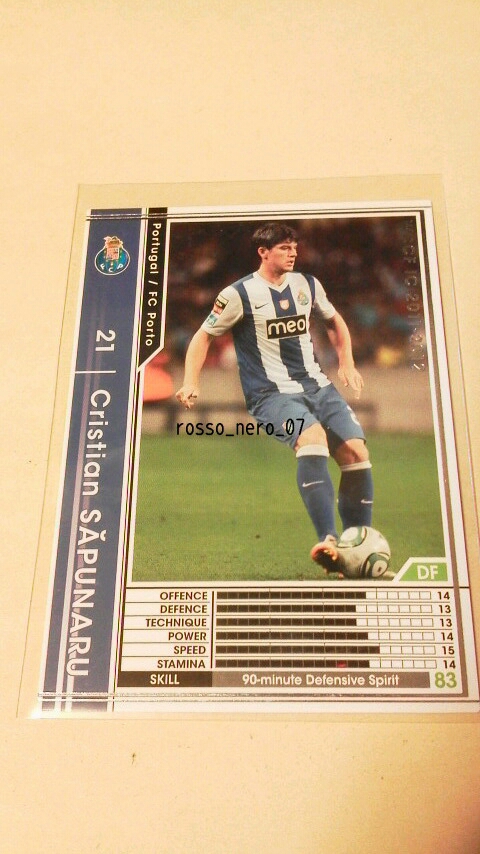 Portugal / FC Porto
21 | Cristian SĂPUNARU
FCP
meo
rosso_nero_07
DF
OFFENCE 14
DEFENCE 13
TECHNIQUE 13
POWER 14
SPEED 15
STAMINA 14
SKILL 90-minute Defensive Spirit 83